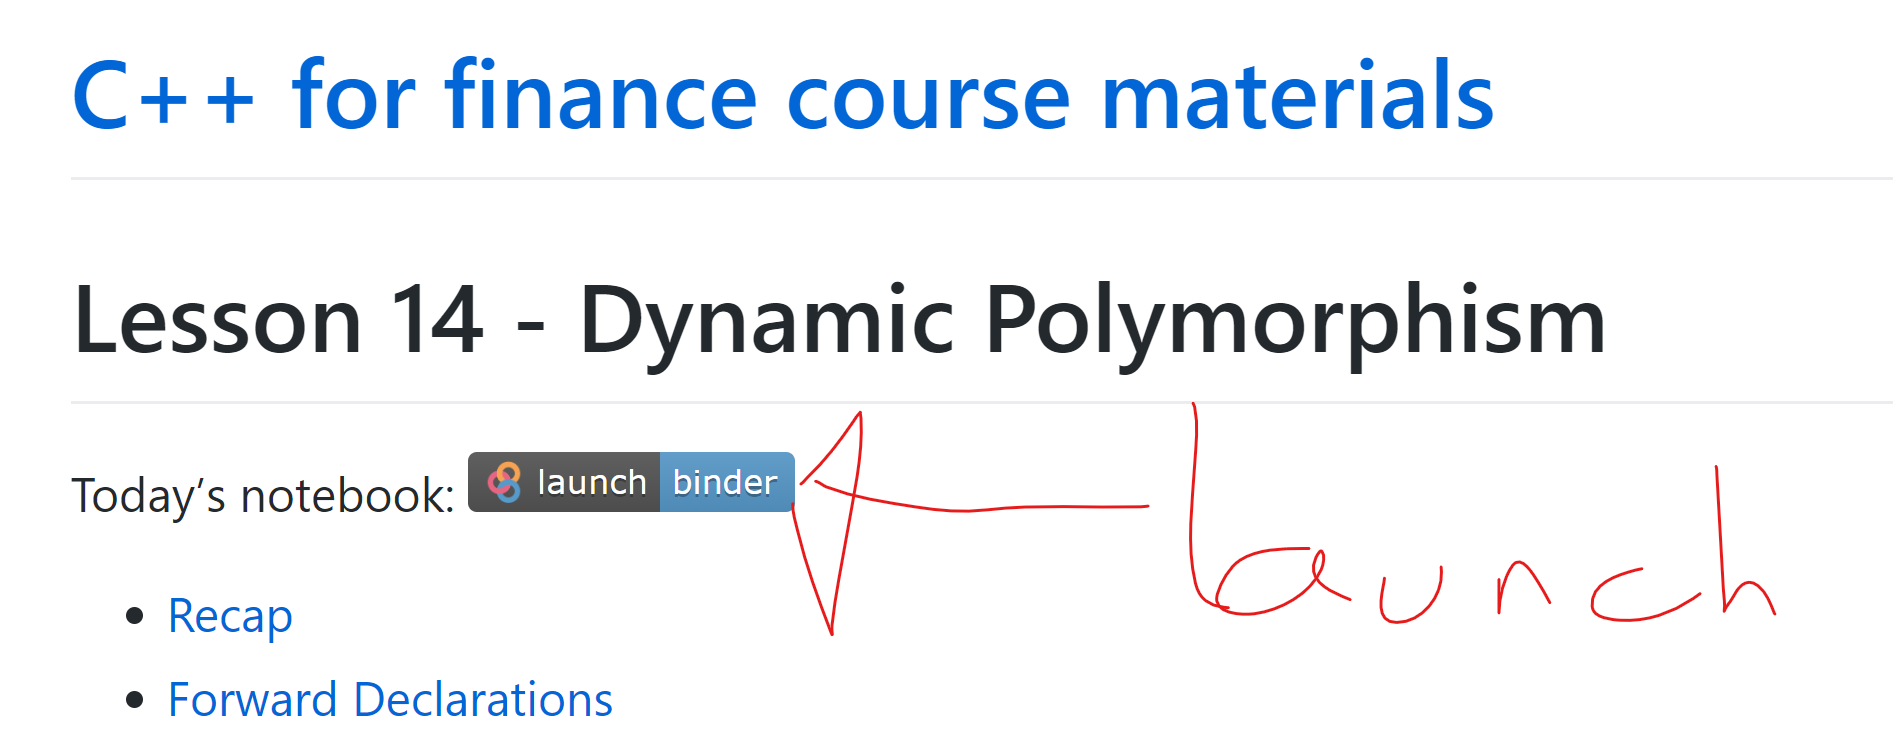 C++ for finance course materials
Lesson 14 - Dynamic Polymorphism
Today’s notebook: launch binder
launch
Recap
Forward Declarations